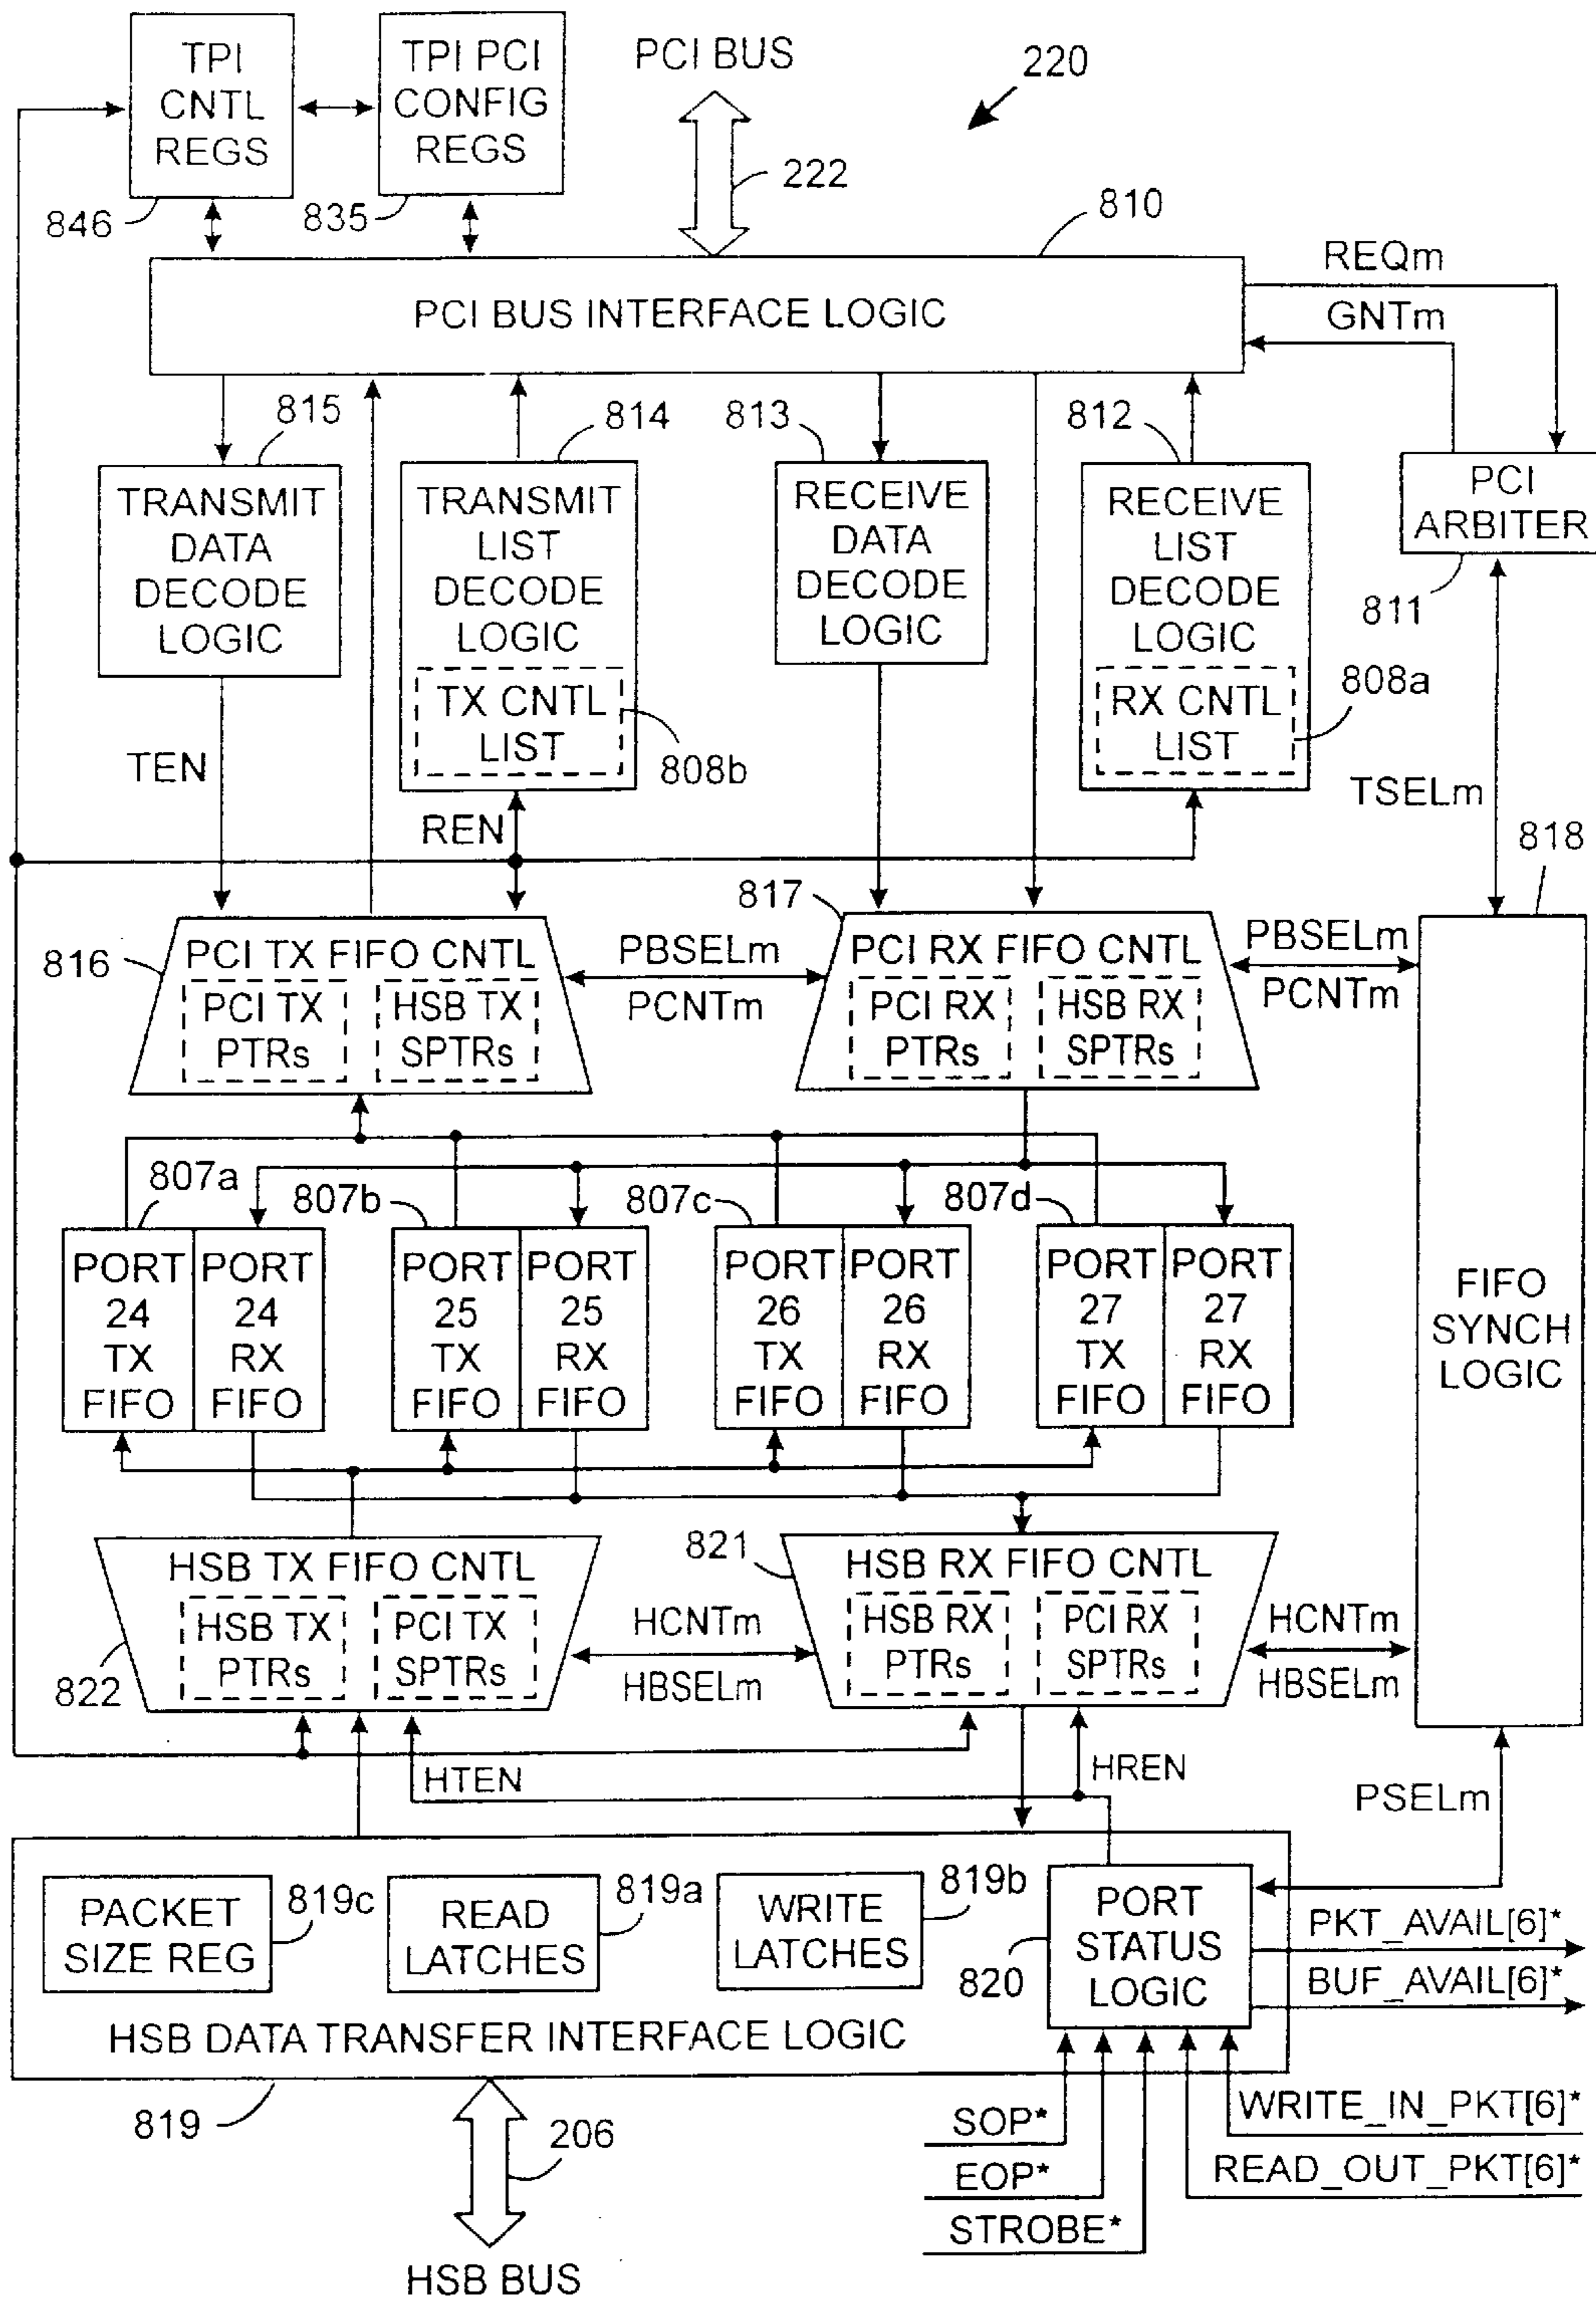 TPI
CNTL
REGS
TPI PCI
CONFIG
REGS
PCI BUS
220
846
835
222
810
PCI BUS INTERFACE LOGIC
REQm
GNTm
815
814
813
812
TRANSMIT
DATA
DECODE
LOGIC
TRANSMIT
LIST
DECODE
LOGIC
TX CNTL
LIST
808b
RECEIVE
DATA
DECODE
LOGIC
RECEIVE
LIST
DECODE
LOGIC
RX CNTL
LIST
808a
PCI
ARBITER
811
TEN
REN
TSELm
818
816
PCI TX FIFO CNTL
PCI TX
PTRs
HSB TX
SPTRs
PBSELm
PCNTm
817
PCI RX FIFO CNTL
PCI RX
PTRs
HSB RX
SPTRs
PBSELm
PCNTm
807a
807b
807c
807d
PORT
24
TX
FIFO
PORT
24
RX
FIFO
PORT
25
TX
FIFO
PORT
25
RX
FIFO
PORT
26
TX
FIFO
PORT
26
RX
FIFO
PORT
27
TX
FIFO
PORT
27
RX
FIFO
FIFO
SYNCH
LOGIC
HSB TX FIFO CNTL
HSB TX
PTRs
PCI TX
SPTRs
822
HCNTm
HBSELm
821
HSB RX FIFO CNTL
HSB RX
PTRs
PCI RX
SPTRs
HCNTm
HBSELm
HTEN
HREN
PSELm
PACKET
SIZE REG
819c
READ
LATCHES
819a
WRITE
LATCHES
819b
820
PORT
STATUS
LOGIC
PKT_AVAIL[6]*
BUF_AVAIL[6]*
HSB DATA TRANSFER INTERFACE LOGIC
819
206
HSB BUS
SOP*
EOP*
STROBE*
WRITE_IN_PKT[6]*
READ_OUT_PKT[6]*